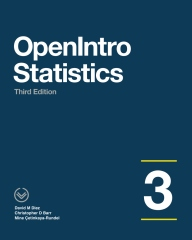 OpenIntro
Statistics
Third Edition
David M Diez
Christopher D Barr
Mine Çetinkaya-Rundel
3